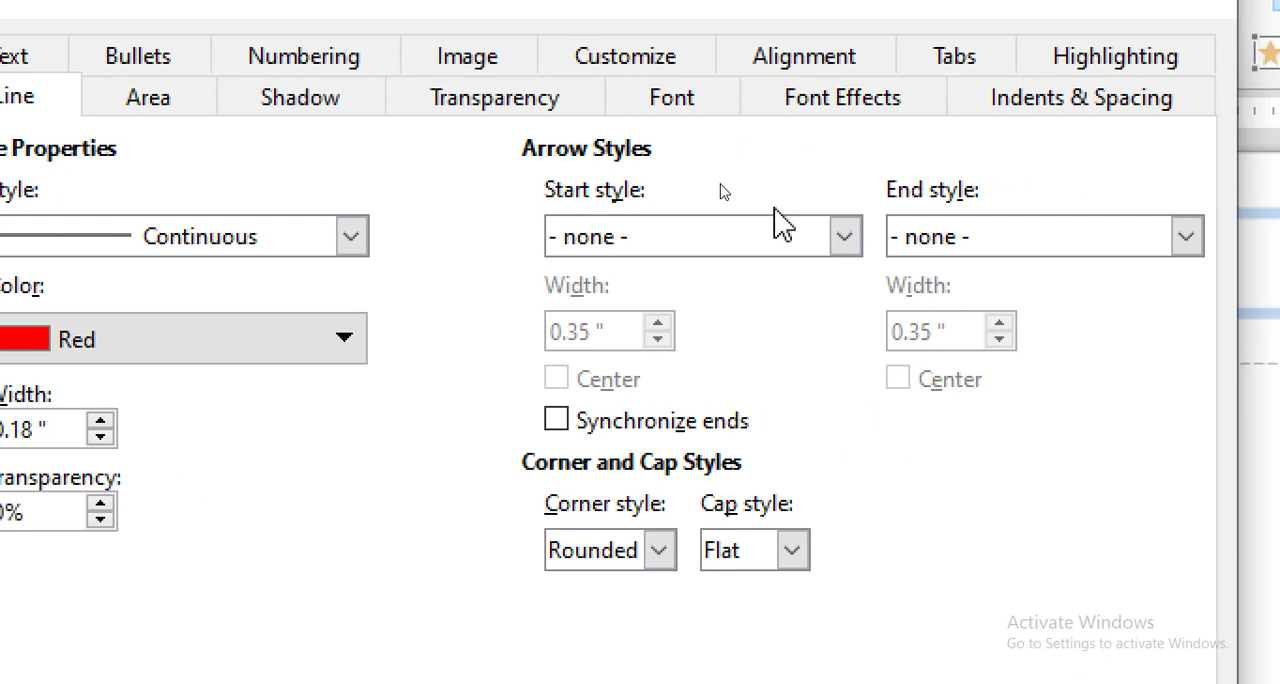 ext Bullets Numbering Image Customize Alignment Tabs Highlighting
Line Area Shadow Transparency Font Font Effects Indents & Spacing
e Properties
tyle:
Continuous
olor:
Red
Width:
0.18 "
ransparency:
0%
Arrow Styles
Start style: End style:
- none - - none -
Width: Width:
0.35 " 0.35 "
Center Center
Synchronize ends
Corner and Cap Styles
Corner style: Cap style:
Rounded Flat
Activate Windows
Go to Settings to activate Windows.